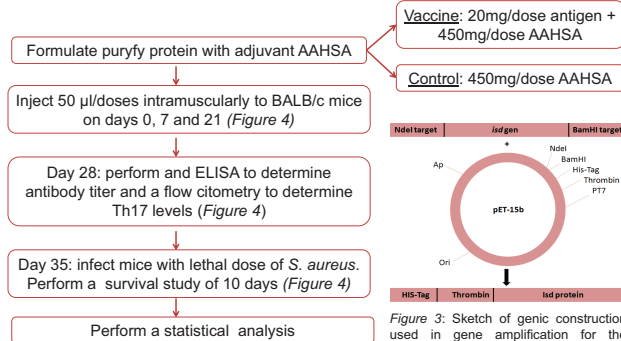 Formulate puryfy protein with adjuvant AAHSA
Vaccine: 20mg/dose antigen +
450mg/dose AAHSA
Control: 450mg/dose AAHSA
Inject 50 µl/doses intramuscularly to BALB/c mice
on days 0, 7 and 21 (Figure 4)
Day 28: perform and ELISA to determine
antibody titer and a flow citometry to determine
Th17 levels (Figure 4)
Day 35: infect mice with lethal dose of S. aureus.
Perform a survival study of 10 days (Figure 4)
Perform a statistical analysis
NdeI target isd gen BamHI target
+
NdeI
BamHI
His-Tag
Thrombin
PT7
Ap
pET-15b
Ori
HIS-Tag Thrombin Isd protein
Figure 3: Sketch of genic construction
used in gene amplification for the